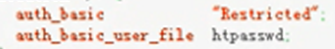 auth_basic "Restricted";
auth_basic_user_file htpasswd;